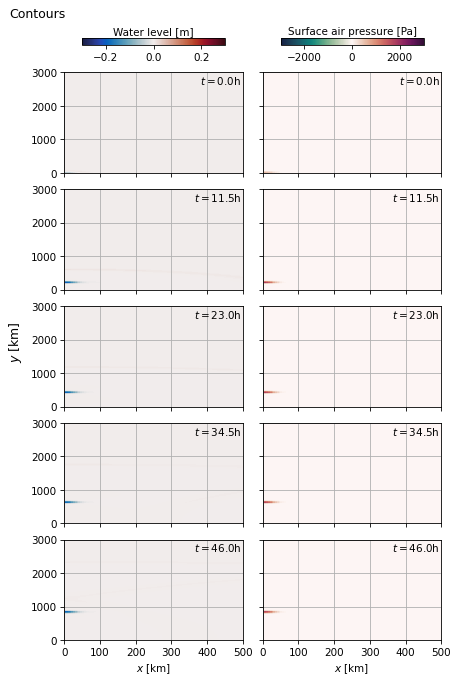 Contours
Water level [m]
Surface air pressure [Pa]
−0.2 0.0 0.2
−2000 0 2000
3000
2000
1000
0
t = 0.0h
t = 0.0h
3000
2000
1000
0
t = 11.5h
t = 11.5h
y [km]
3000
2000
1000
0
t = 23.0h
t = 23.0h
3000
2000
1000
0
t = 34.5h
t = 34.5h
3000
2000
1000
0
t = 46.0h
t = 46.0h
0 100 200 300 400 500
0 100 200 300 400 500
x [km]
x [km]